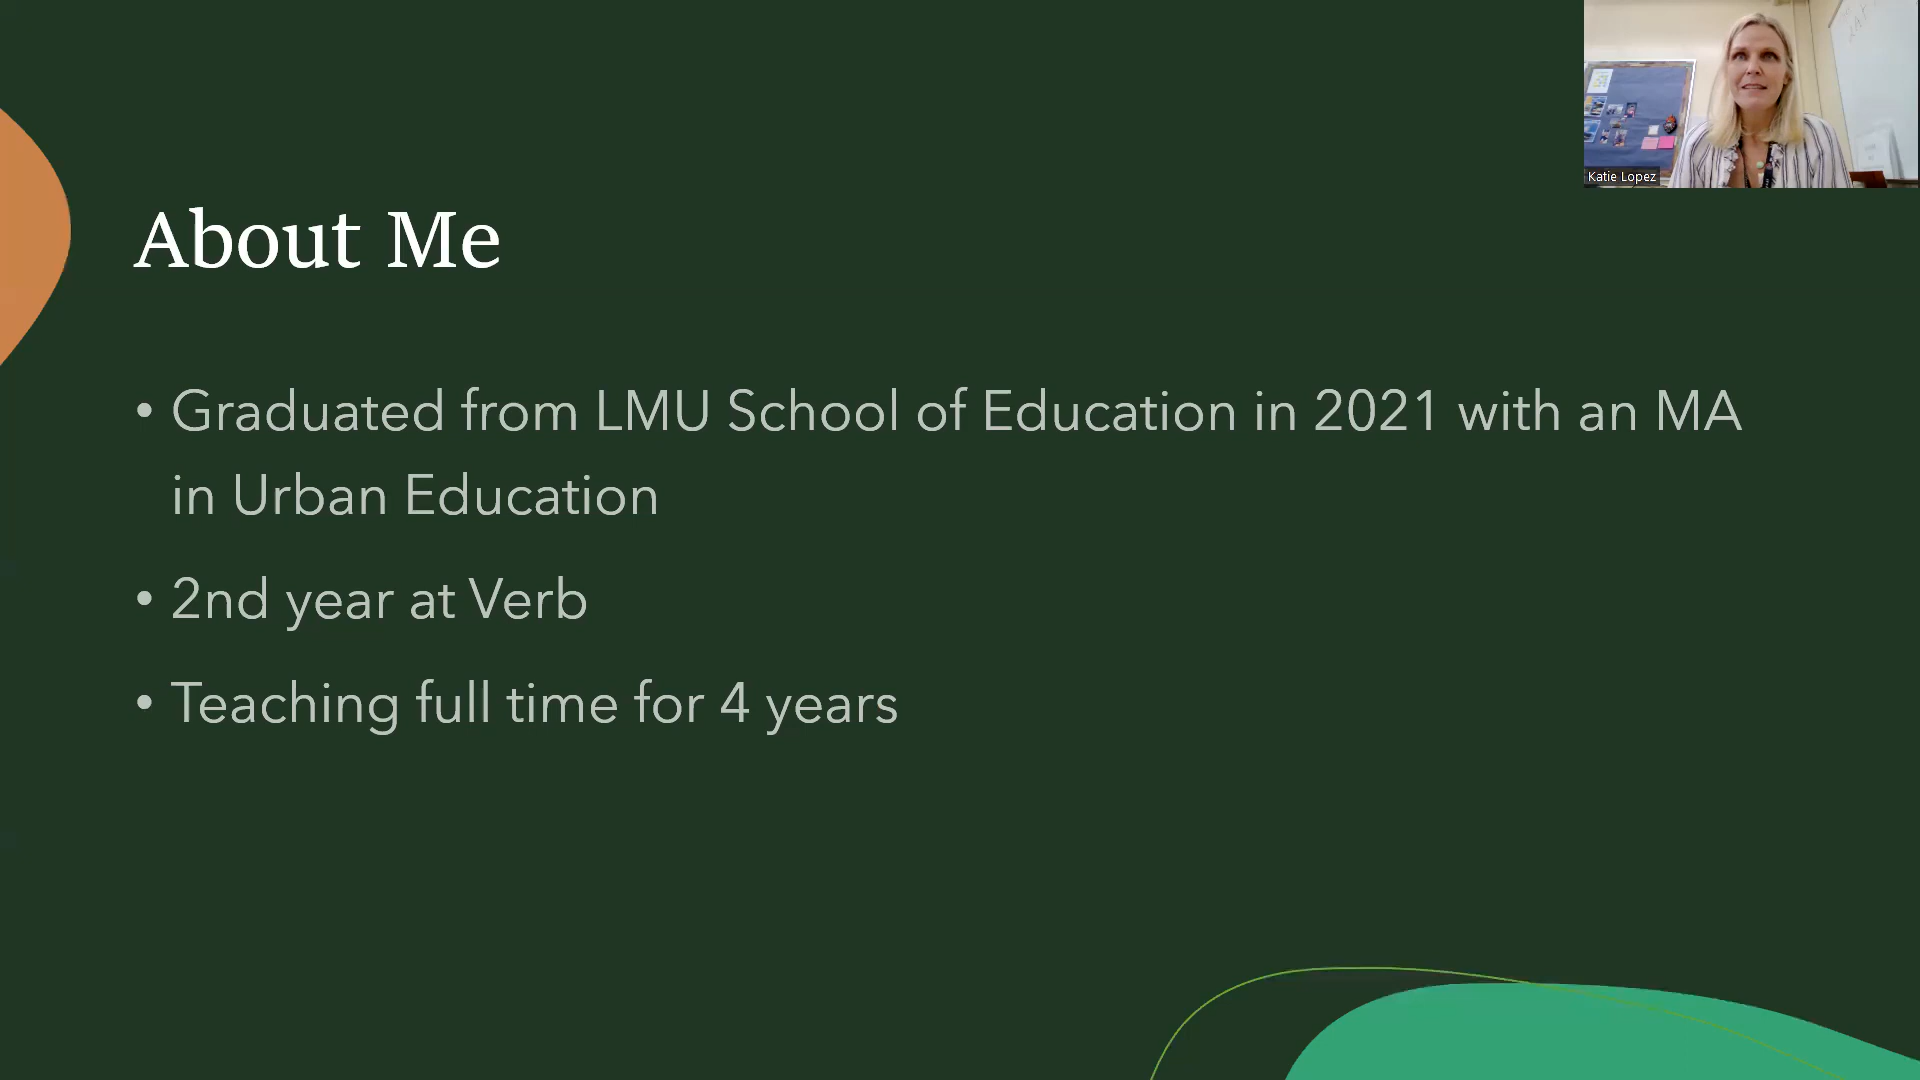 Katie Lopez
About Me
• Graduated from LMU School of Education in 2021 with an MA
in Urban Education
• 2nd year at Verb
• Teaching full time for 4 years